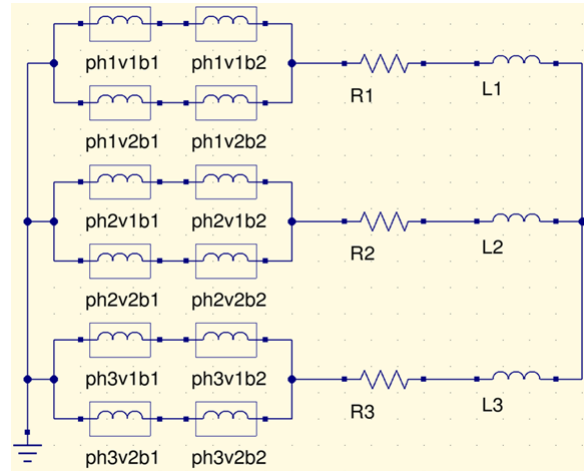 ph1v1b1 ph1v1b2
R1 L1
ph1v2b1 ph1v2b2
ph2v1b1 ph2v1b2
R2 L2
ph2v2b1 ph2v2b2
ph3v1b1 ph3v1b2
R3 L3
ph3v2b1 ph3v2b2